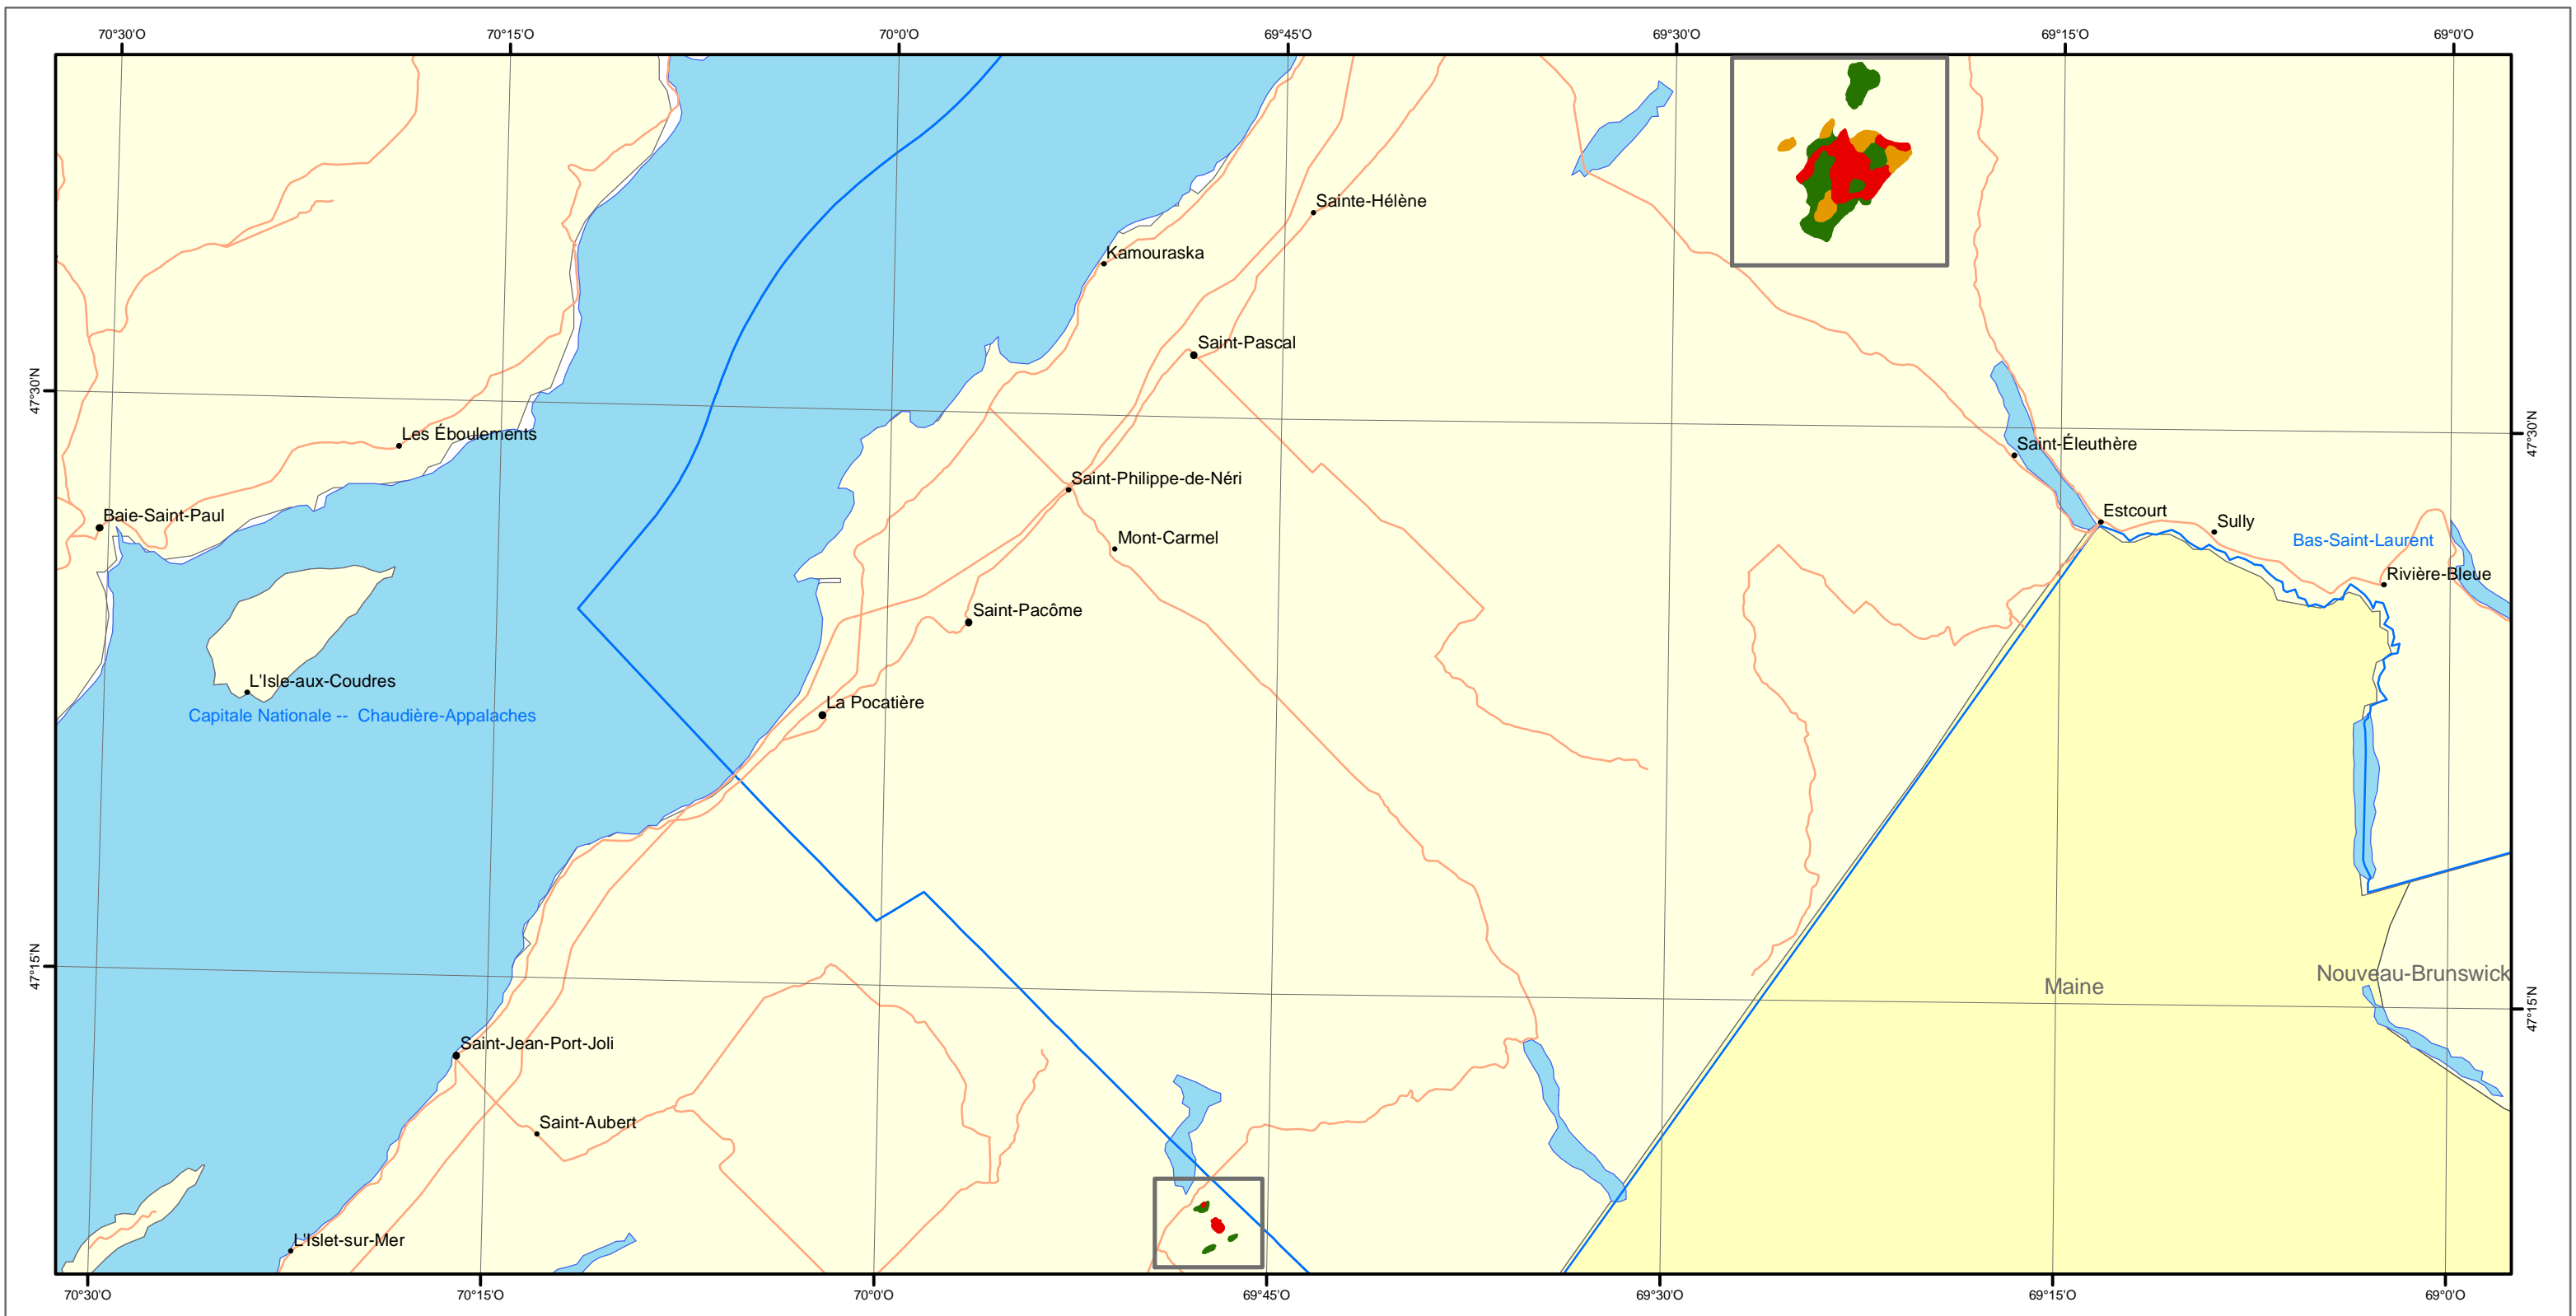 70°30'O
70°15'O
70°0'O
69°45'O
69°30'O
69°15'O
69°0'O
Sainte-Hélène
Kamouraska
Saint-Pascal
47°30'N
47°30'N
Les Éboulements
Saint-Éleuthère
Saint-Philippe-de-Néri
Baie-Saint-Paul
Estcourt
Sully
Mont-Carmel
Bas-Saint-Laurent
Rivière-Bleue
Saint-Pacôme
L'Isle-aux-Coudres
La Pocatière
Capitale Nationale -- Chaudière-Appalaches
47°15'N
Nouveau-Brunswick
Maine
47°15'N
Saint-Jean-Port-Joli
Saint-Aubert
L'Islet-sur-Mer
70°30'O
70°15'O
70°0'O
69°45'O
69°30'O
69°15'O
69°0'O